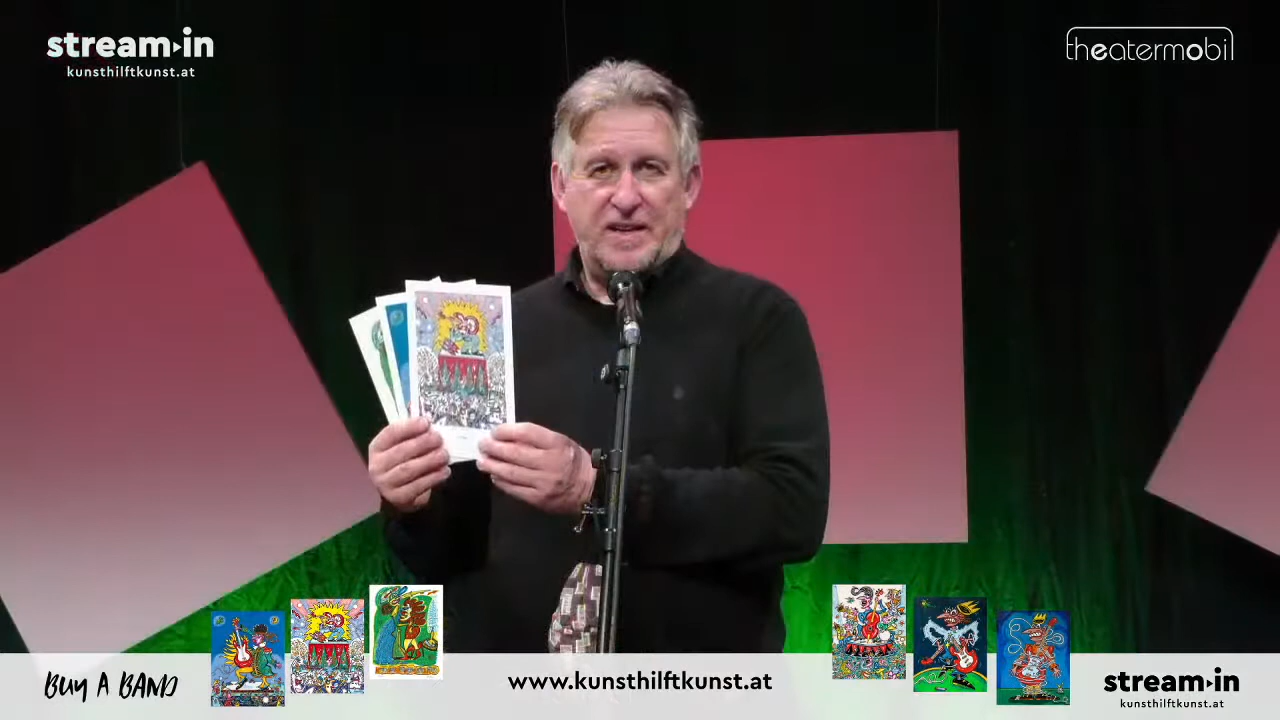 stream▸in
kunsthilftkunst.at
theatermobil
BUY A BAND
www.kunsthilftkunst.at
stream▸in
kunsthilftkunst.at